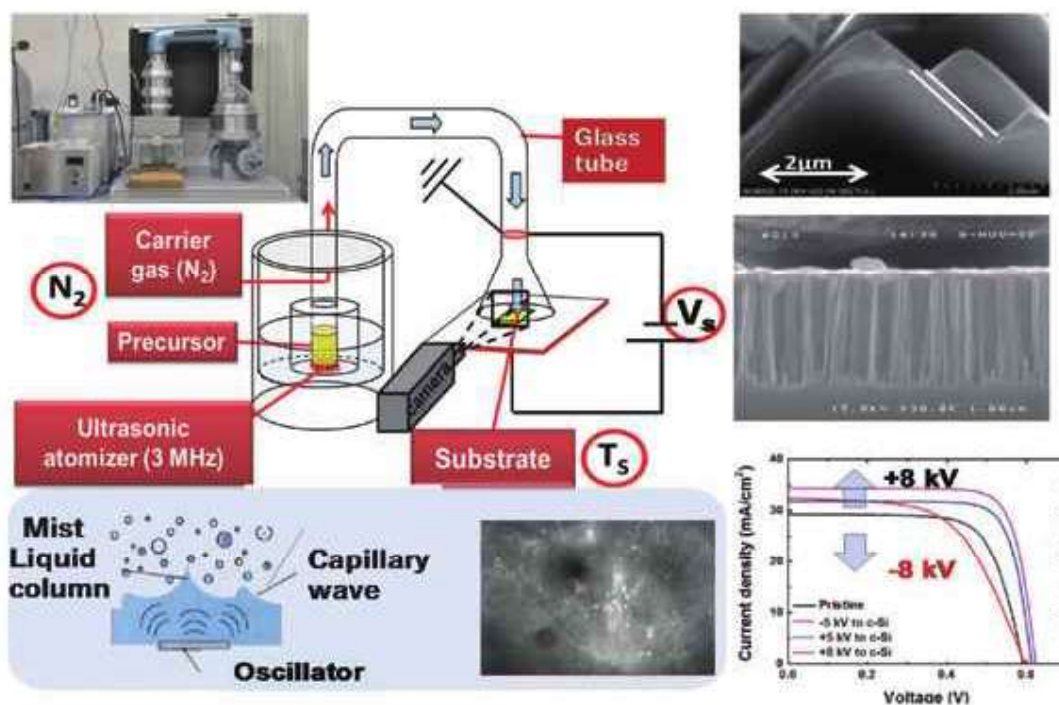 Glass
tube
2μm
Carrier
gas (N₂)
N₂
Precursor
Ultrasonic
atomizer (3 MHz)
camera
Substrate
Tₛ
Vₛ
Mist
Liquid
column
Capillary
wave
Oscillator
40
30
20
10
0
Current density (mA/cm²)
+8 kV
-8 kV
Pristine
-5 kV to c-Si
+5 kV to c-Si
+8 kV to c-Si
0.0
0.2
0.4
0.6
Voltage (V)